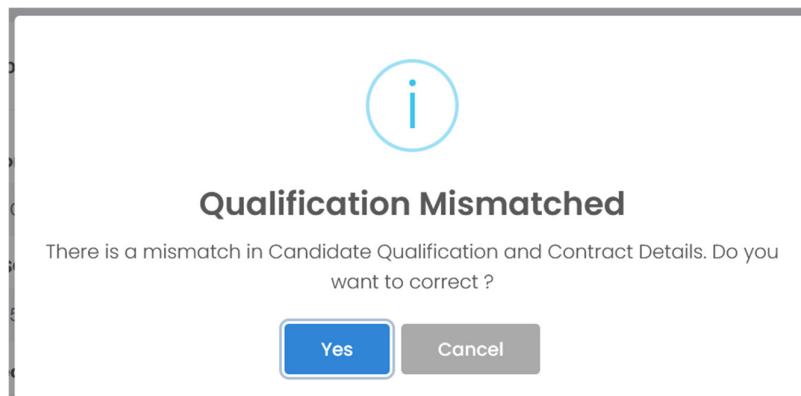 Qualification Mismatched
There is a mismatch in Candidate Qualification and Contract Details. Do you
want to correct ?
Yes
Cancel